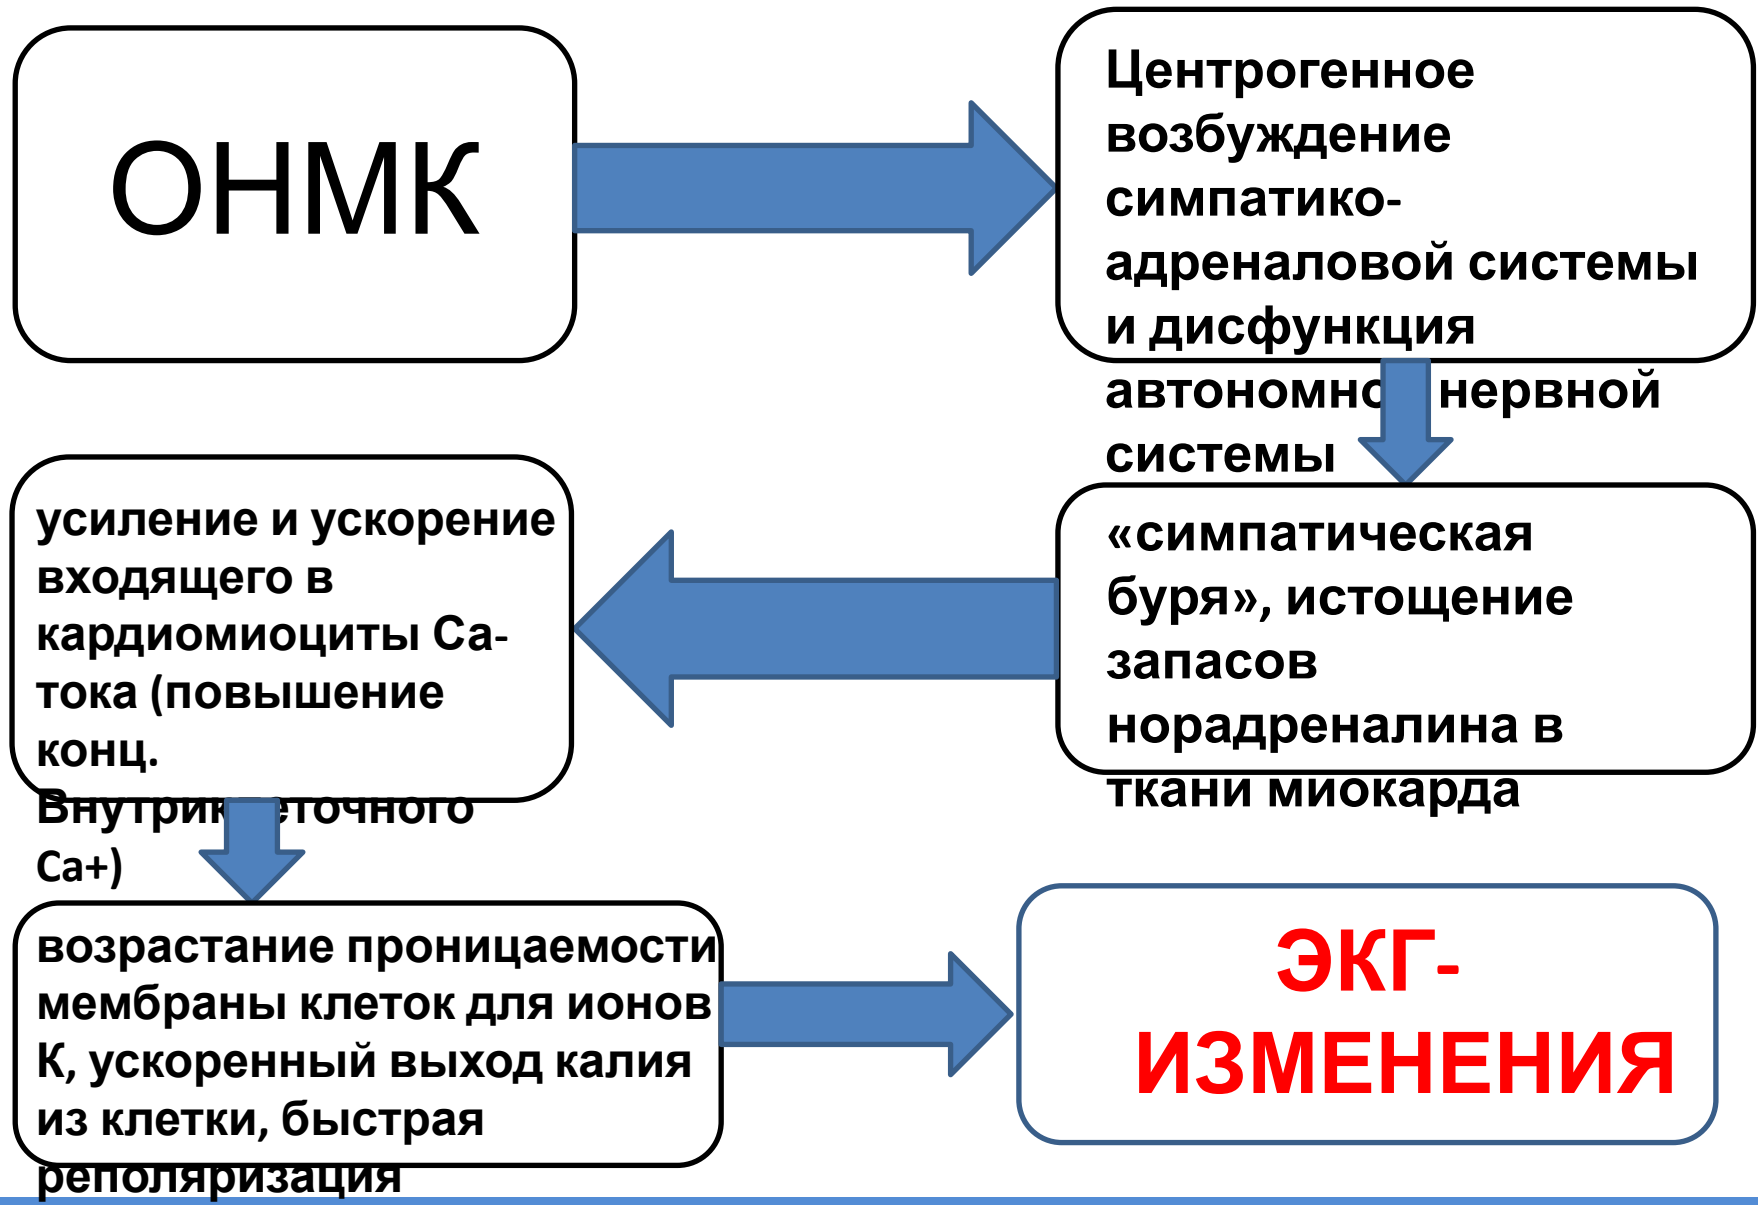 ОНМК
Центрогенное
возбуждение
симпатико-
адреналовой системы
и дисфункция
нервной
системы
«симпатическая
буря», истощение
запасов
норадреналина в
ткани миокарда
усиление и ускорение
входящего в
кардиомиоциты Са-
тока (повышение
конц.
Са+)
возрастание проницаемости
мембраны клеток для ионов
К, ускоренный выход калия
из клетки, быстрая
реполяризация
ЭКГ-
ИЗМЕНЕНИЯ